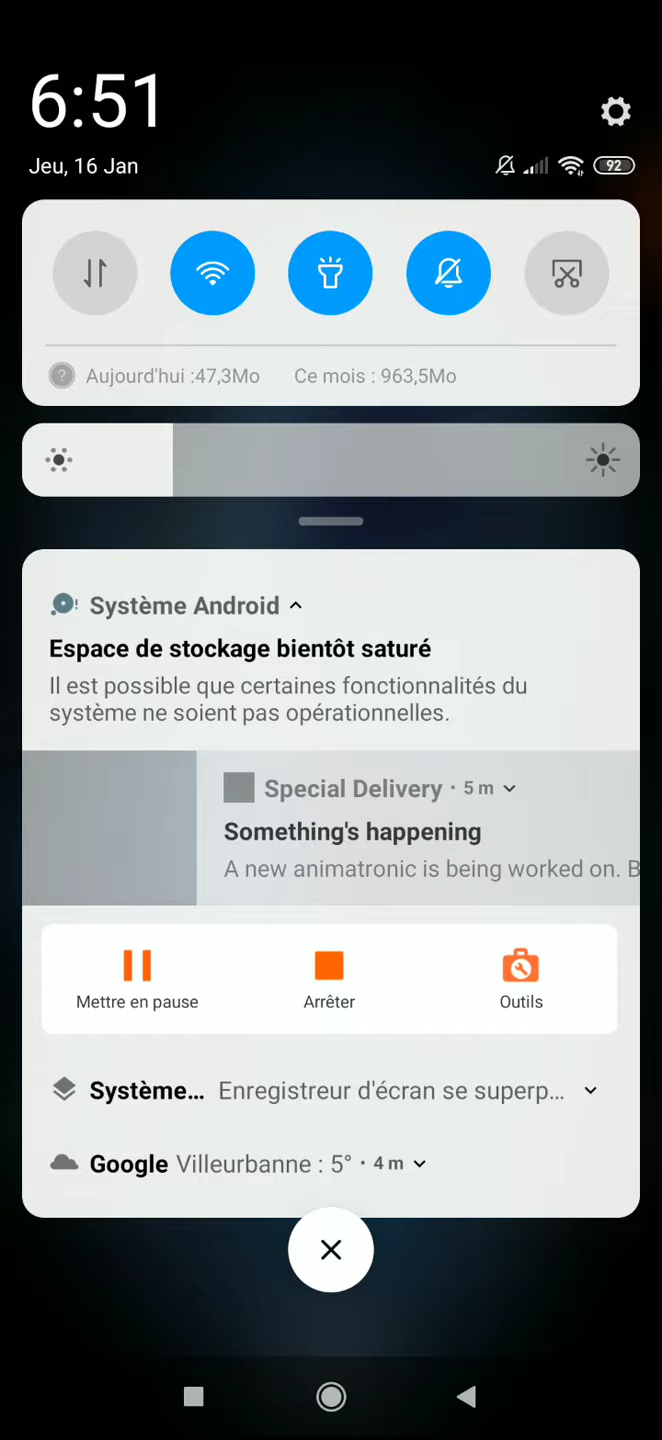 6:51
Jeu, 16 Jan
92
Aujourd'hui :47,3Mo Ce mois : 963,5Mo
Système Android
Espace de stockage bientôt saturé
Il est possible que certaines fonctionnalités du
système ne soient pas opérationnelles.
Special Delivery · 5 m
Something's happening
A new animatronic is being worked on. B
Mettre en pause Arrêter Outils
Système... Enregistreur d'écran se superp...
Google Villeurbanne : 5° · 4 m